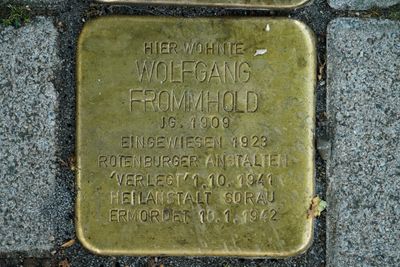 HIER WOHNTE
WOLFGANG
FROMMHOLD
JG. 1909
EINGEWIESEN 1923
ROTENBURGER ANSTALTEN
'VERLEGT' 1.10.1941
HEILANSTALT SORAU
ERMORDET 10.1.1942